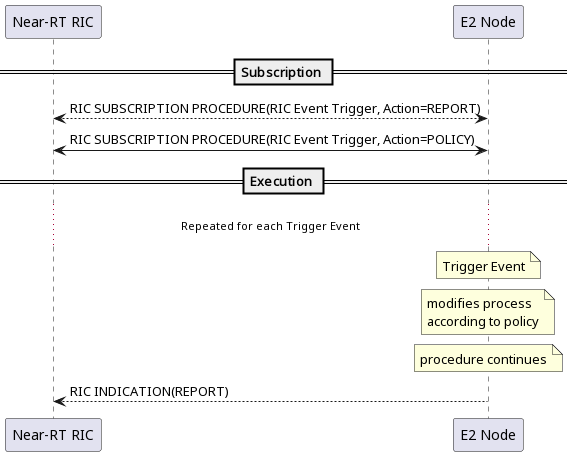 Near-RT RIC
E2 Node
Subscription
RIC SUBSCRIPTION PROCEDURE(RIC Event Trigger, Action=REPORT)
RIC SUBSCRIPTION PROCEDURE(RIC Event Trigger, Action=POLICY)
Execution
Repeated for each Trigger Event
Trigger Event
modifies process
according to policy
procedure continues
RIC INDICATION(REPORT)
Near-RT RIC
E2 Node